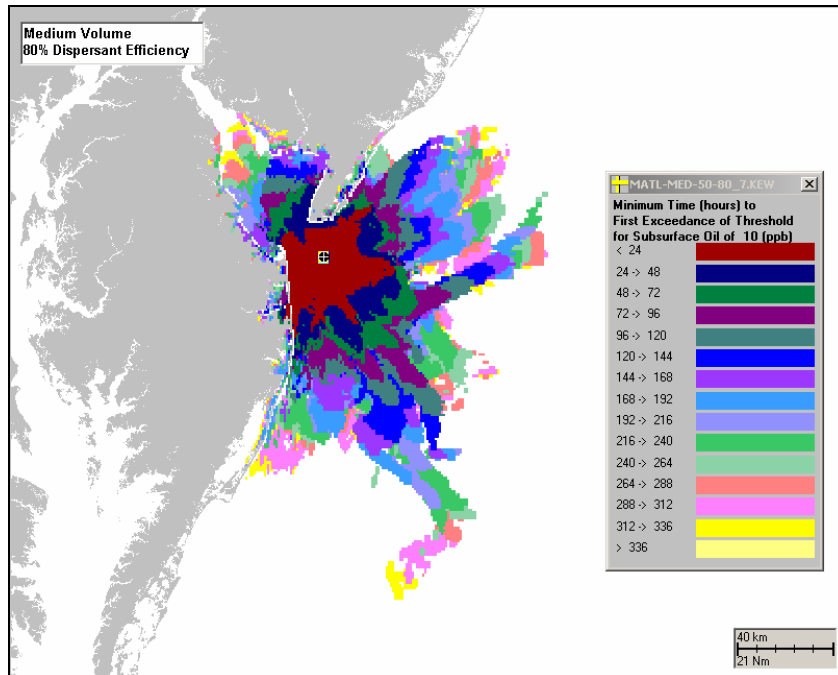 Medium Volume
80% Dispersant Efficiency
MATL-MED-50-80_7.KEW
Minimum Time (hours) to
First Exceedance of Threshold
for Subsurface Oil of 10 (ppb)
< 24
24 -> 48
48 -> 72
72 -> 96
96 -> 120
120 -> 144
144 -> 168
168 -> 192
192 -> 216
216 -> 240
240 -> 264
264 -> 288
288 -> 312
312 -> 336
> 336
40 km
21 Nm